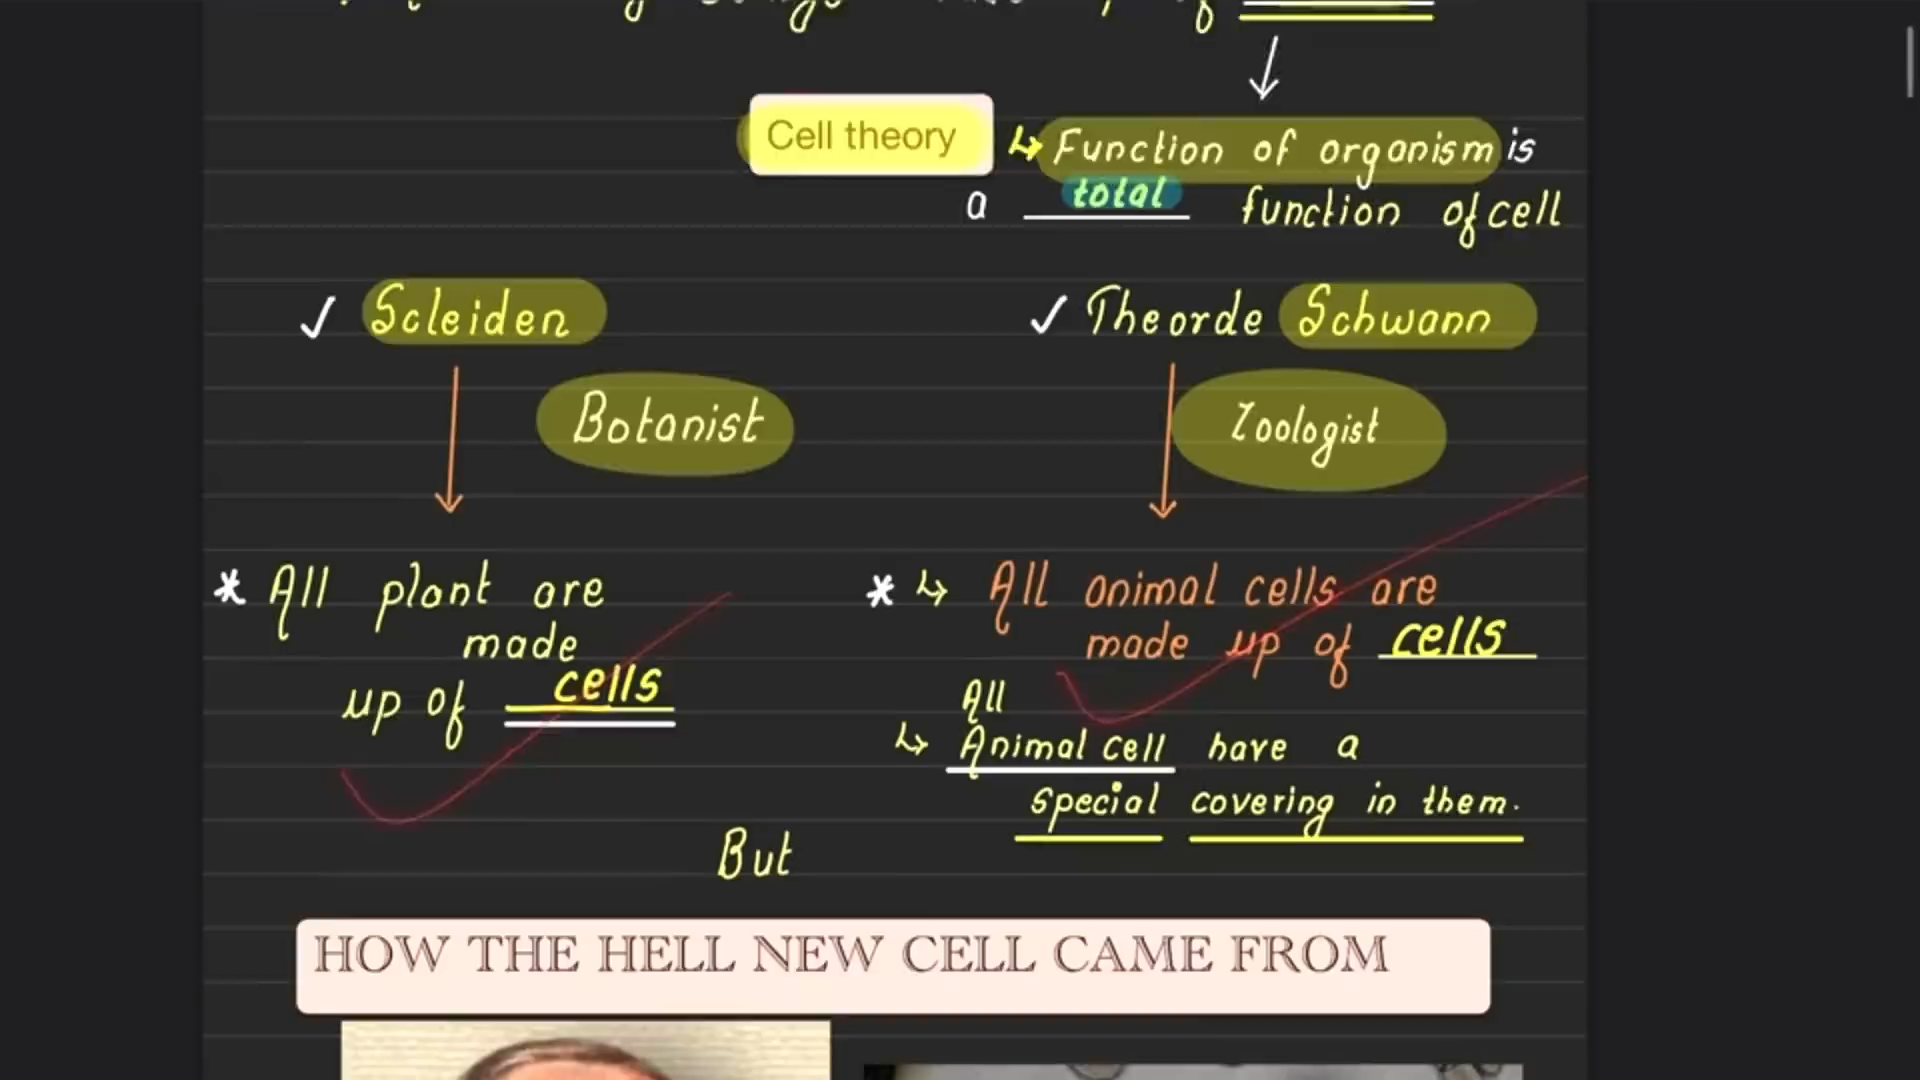 of
Cell theory
↳ Function of organism is
a total function of cell
✓ Scleiden
✓ Theorde Schwann
Botanist
Zoologist
* All plant are
made
up of cells
* ↳ All animal cells are
made up of cells
All
↳ Animal cell have a
special covering in them.
But
HOW THE HELL NEW CELL CAME FROM